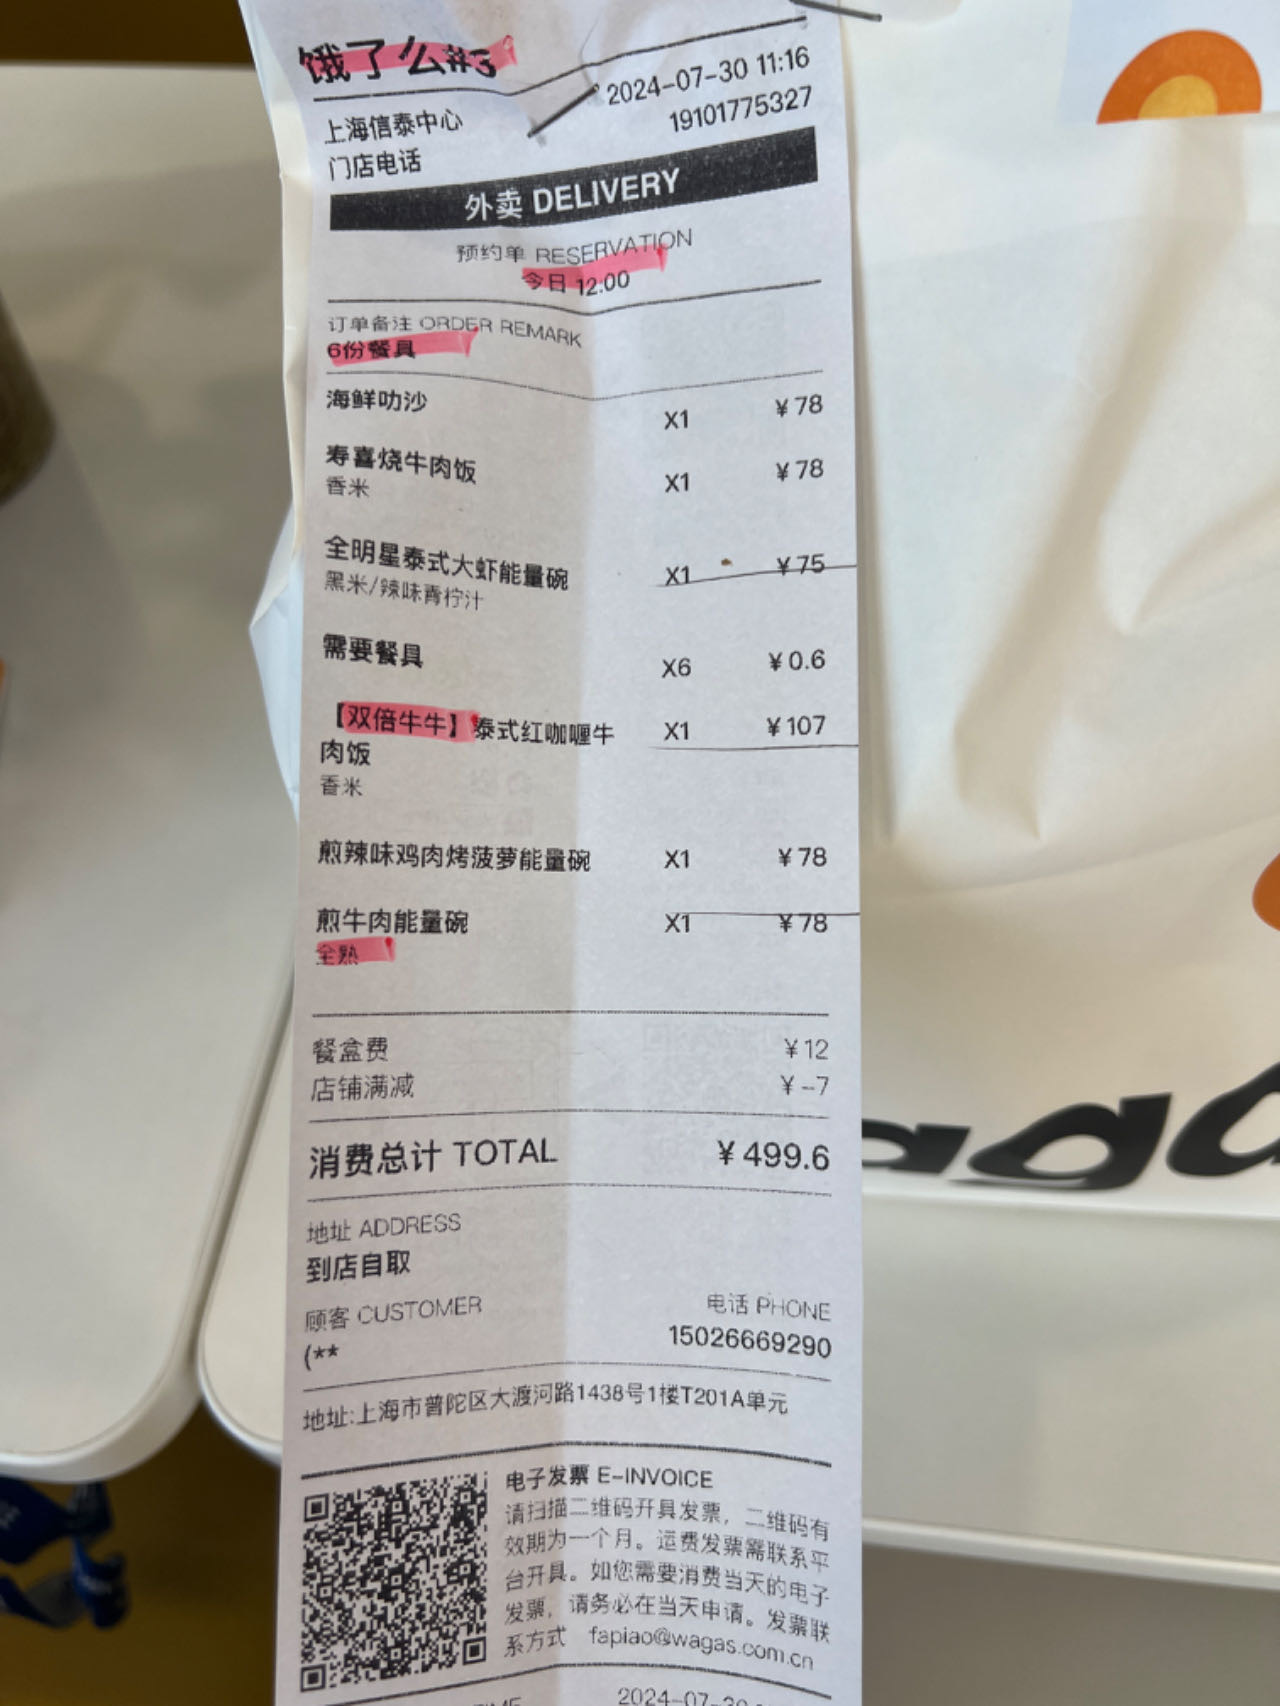 饿了么#3
2024-07-30 11:16
上海信泰中心
19101775327
门店电话
外卖 DELIVERY
预约单 RESERVATION
今日 12:00
订单备注 ORDER REMARK
6份餐具
海鲜叻沙 X1 ¥78
寿喜烧牛肉饭 X1 ¥78
香米
全明星泰式大虾能量碗 X1 ¥75
黑米/辣味青柠汁
需要餐具 X6 ¥0.6
【双倍牛牛】泰式红咖喱牛 X1 ¥107
肉饭
香米
煎辣味鸡肉烤菠萝能量碗 X1 ¥78
煎牛肉能量碗 X1 ¥78
全熟
餐盒费 ¥12
店铺满减 ¥-7
消费总计 TOTAL ¥499.6
地址 ADDRESS
到店自取
顾客 CUSTOMER 电话 PHONE
(** 15026669290
地址:上海市普陀区大渡河路1438号1楼T201A单元
电子发票 E-INVOICE
请扫描二维码开具发票，二维码有
效期为一个月。运费发票需联系平
台开具。如您需要消费当天的电子
发票，请务必在当天申请。发票联
系方式 fapiao@wagas.com.cn
2024-07-30